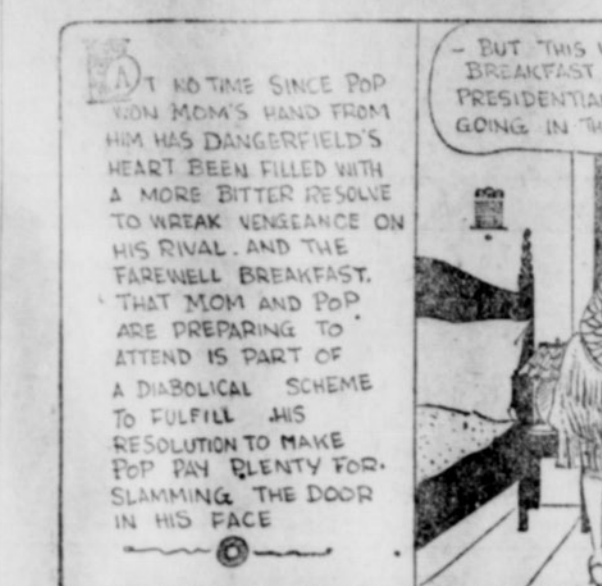 AT NO TIME SINCE POP
WON MOM'S HAND FROM
HIM HAS DANGERFIELD'S
HEART BEEN FILLED WITH
A MORE BITTER RESOLVE
TO WREAK VENGEANCE ON
HIS RIVAL. AND THE
FAREWELL BREAKFAST.
THAT MOM AND POP
ARE PREPARING TO
ATTEND IS PART OF
A DIABOLICAL SCHEME
TO FULFILL HIS
RESOLUTION TO MAKE
POP PAY PLENTY FOR
SLAMMING THE DOOR
IN HIS FACE
- BUT THIS
BREAKFAST
PRESIDENTIA
GOING IN TH